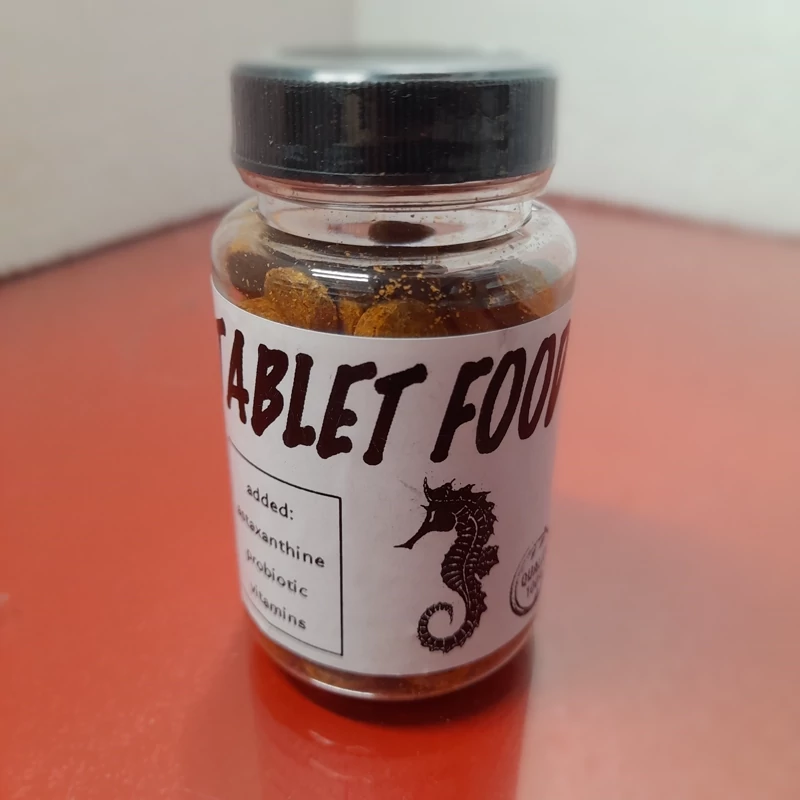 TABLET FOOD
added:
astaxanthine
probiotic
vitamins